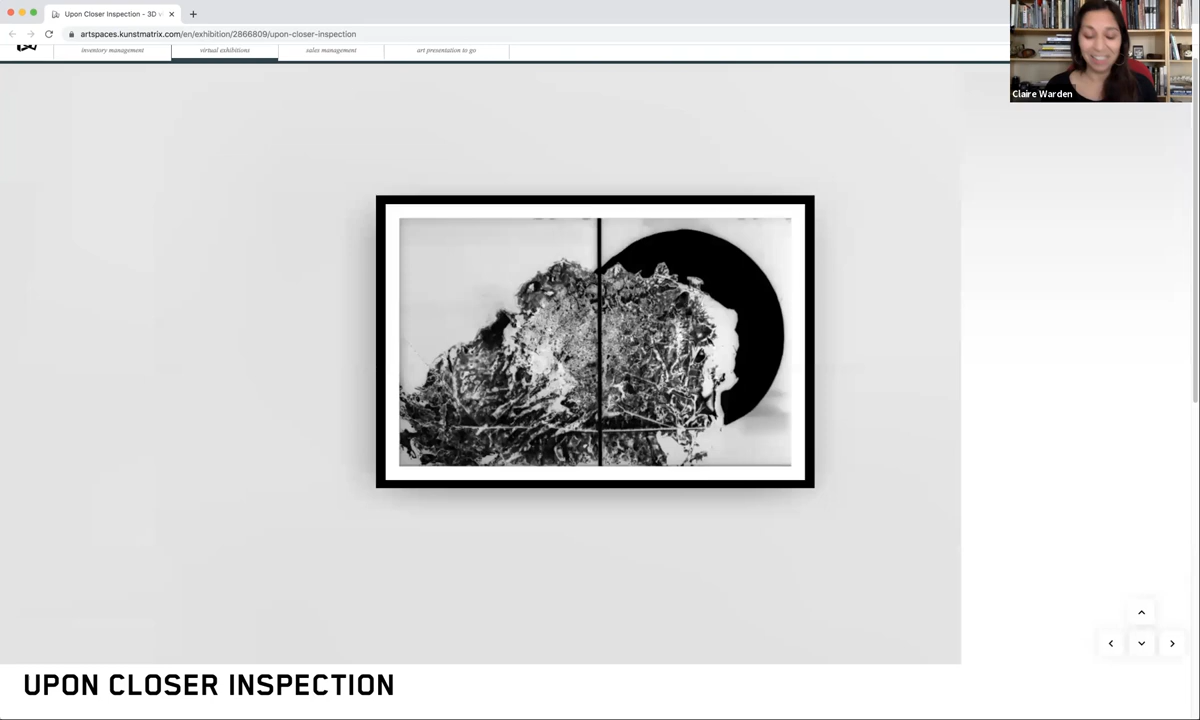 Upon Closer Inspection - 3D v
artspaces.kunstmatrix.com/en/exhibition/2866809/upon-closer-inspection
inventory management
virtual exhibitions
sales management
art presentation to go
Claire Warden
UPON CLOSER INSPECTION